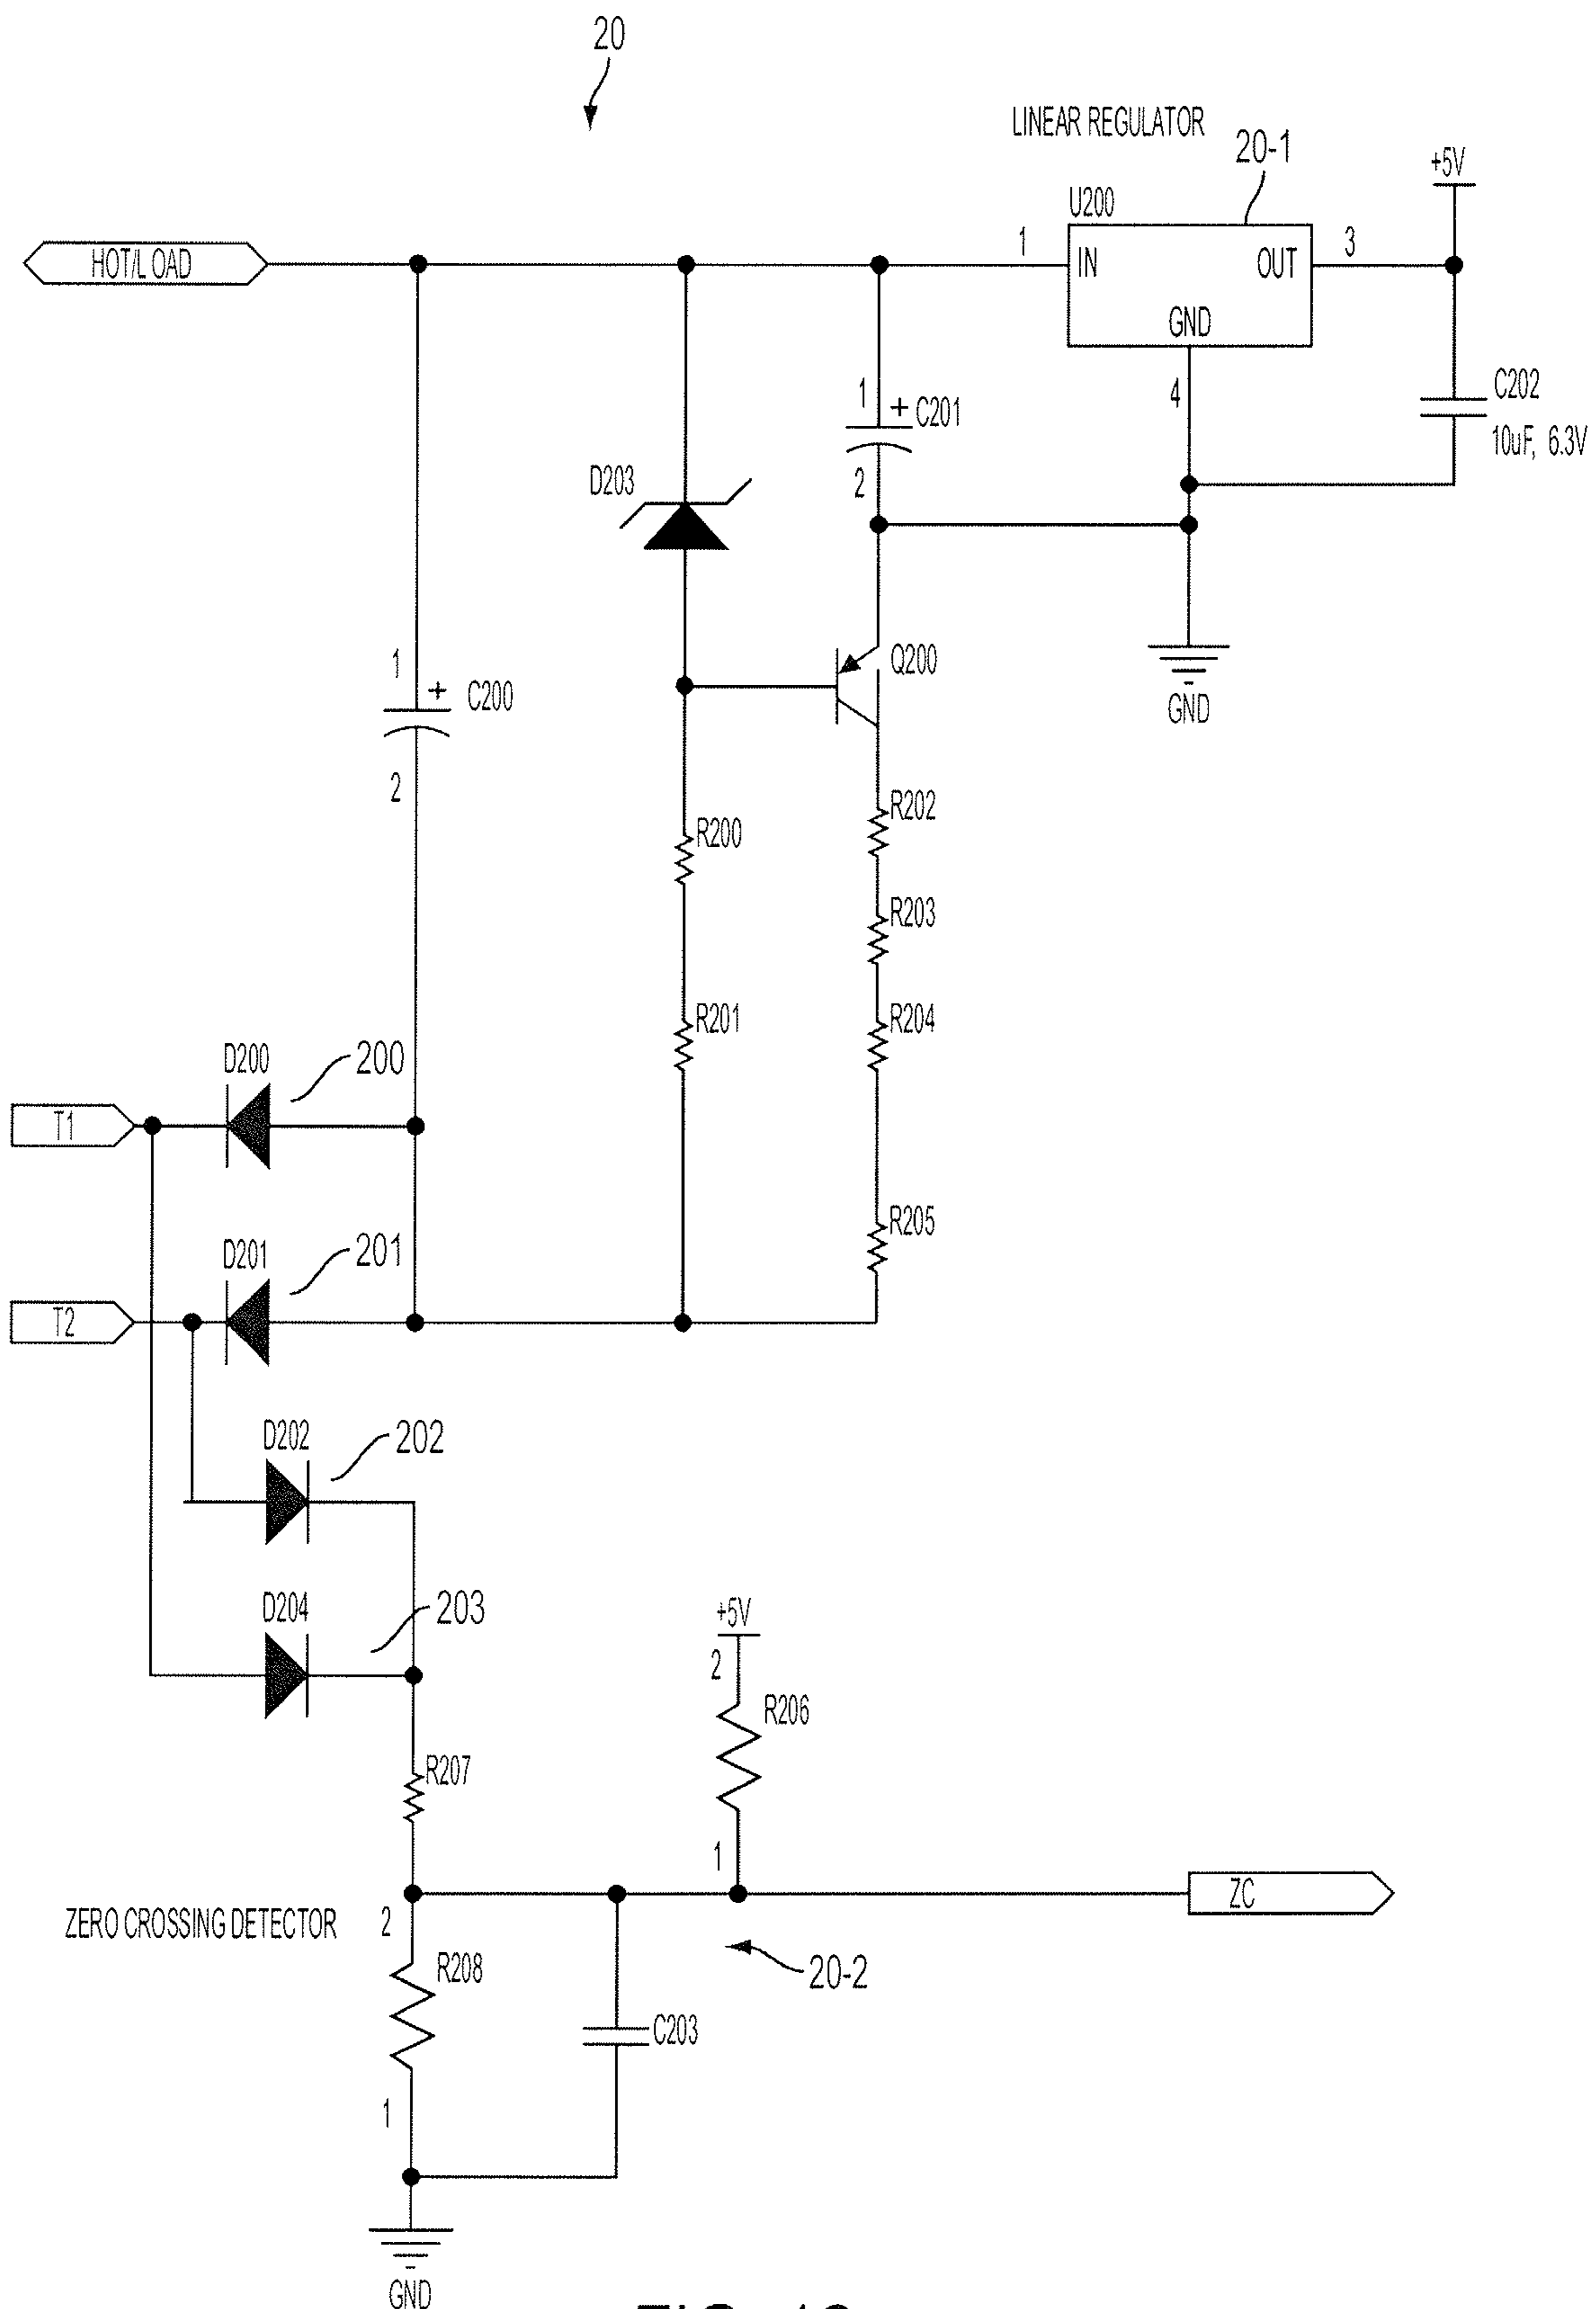 20
LINEAR REGULATOR
20-1
+5V
U200
HOT/L OAD
1
IN
OUT
3
GND
4
C202
10uF, 6.3V
1
+
C201
2
D203
Q200
GND
1
+
C200
2
R200
R202
R203
R201
R204
D200
200
T1
R205
D201
201
T2
D202
202
D204
203
+5V
2
R206
R207
1
ZC
ZERO CROSSING DETECTOR
2
20-2
R208
C203
1
GND